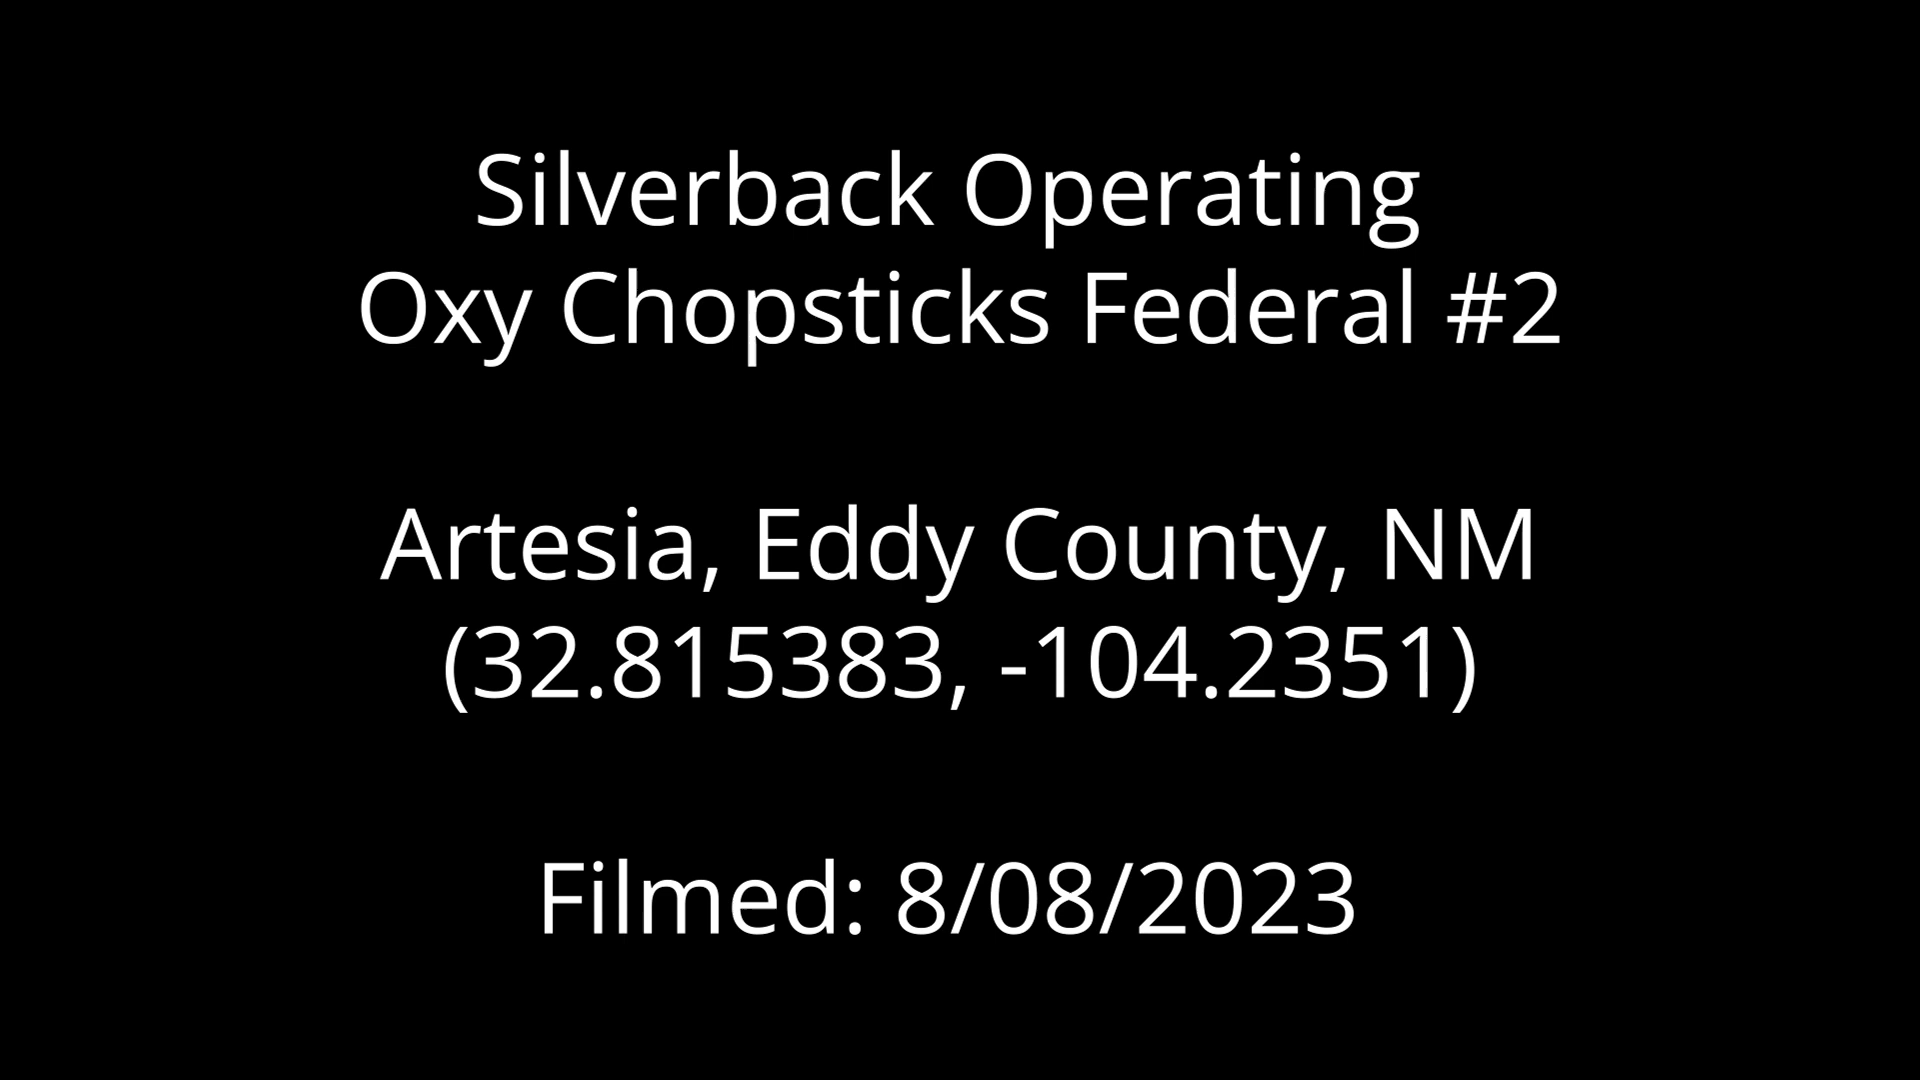 Silverback Operating
Oxy Chopsticks Federal #2
Artesia, Eddy County, NM
(32.815383, -104.2351)
Filmed: 8/08/2023